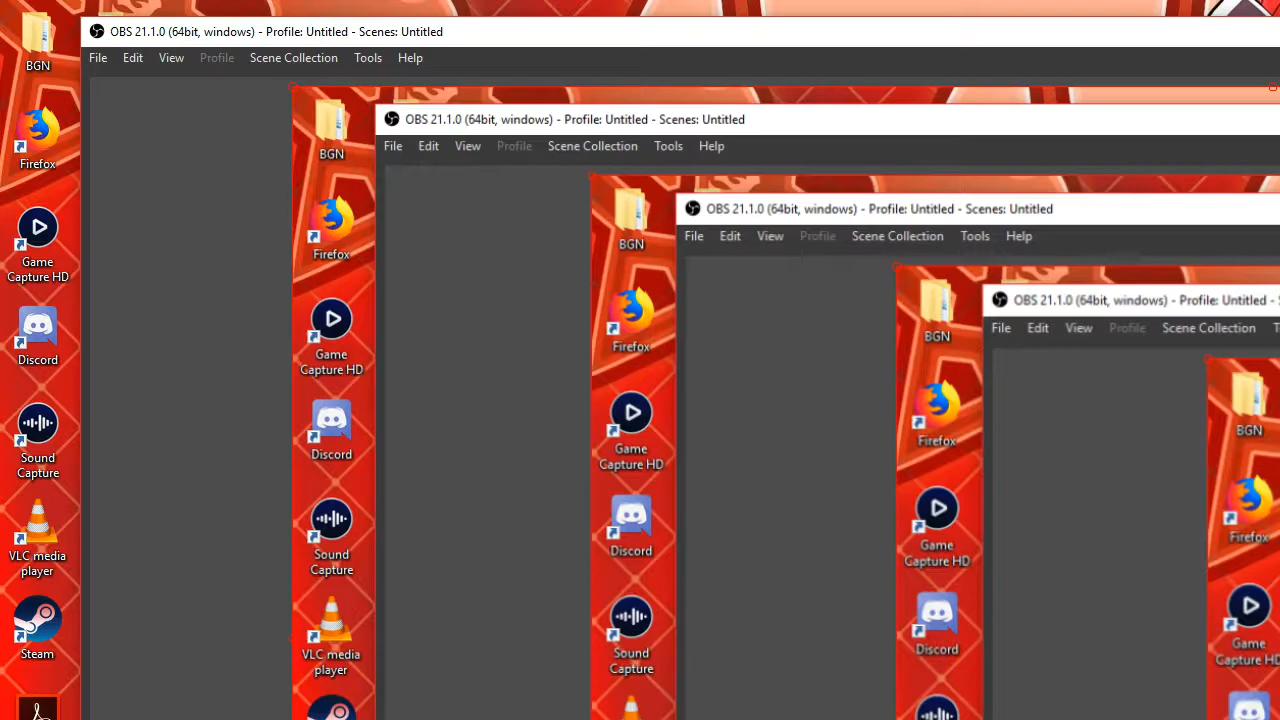 BGN
Firefox
Game
Capture HD
Discord
Sound
Capture
VLC media
player
Steam
OBS 21.1.0 (64bit, windows) - Profile: Untitled - Scenes: Untitled
File Edit View Profile Scene Collection Tools Help
BGN
Firefox
Game
Capture HD
Discord
Sound
Capture
VLC media
player
OBS 21.1.0 (64bit, windows) - Profile: Untitled - Scenes: Untitled
File Edit View Profile Scene Collection Tools Help
BGN
Firefox
Game
Capture HD
Discord
Sound
Capture
OBS 21.1.0 (64bit, windows) - Profile: Untitled - Scenes: Untitled
File Edit View Profile Scene Collection Tools Help
BGN
Firefox
Game
Capture HD
Discord
OBS 21.1.0 (64bit, windows) - Profile: Untitled -
File Edit View Profile Scene Collection
BGN
Firefox
Game
Capture